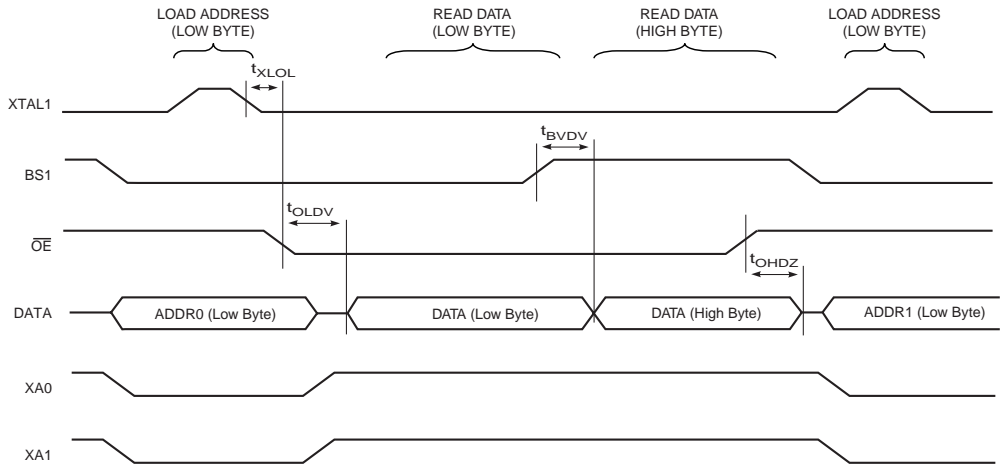 LOAD ADDRESS
(LOW BYTE)
READ DATA
(LOW BYTE)
READ DATA
(HIGH BYTE)
LOAD ADDRESS
(LOW BYTE)
tXLOL
XTAL1
tBVDV
BS1
tOLDV
OE
tOHDZ
DATA
ADDR0 (Low Byte)
DATA (Low Byte)
DATA (High Byte)
ADDR1 (Low Byte)
XA0
XA1